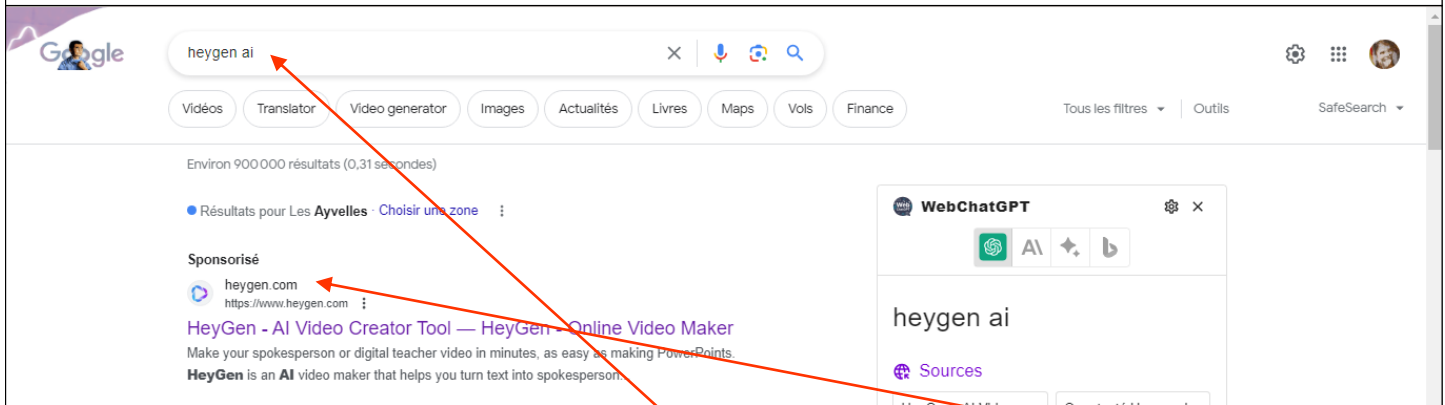 Google
heygen ai
Vidéos
Translator
Video generator
Images
Actualités
Livres
Maps
Vols
Finance
Tous les filtres
Outils
SafeSearch
Environ 900 000 résultats (0,31 secondes)
Résultats pour Les Ayvelles · Choisir une zone
Sponsorisé
heygen.com
https://www.heygen.com
HeyGen - AI Video Creator Tool — HeyGen - Online Video Maker
Make your spokesperson or digital teacher video in minutes, as easy as making PowerPoints.
HeyGen is an AI video maker that helps you turn text into spokesperson.
WebChatGPT
heygen ai
Sources